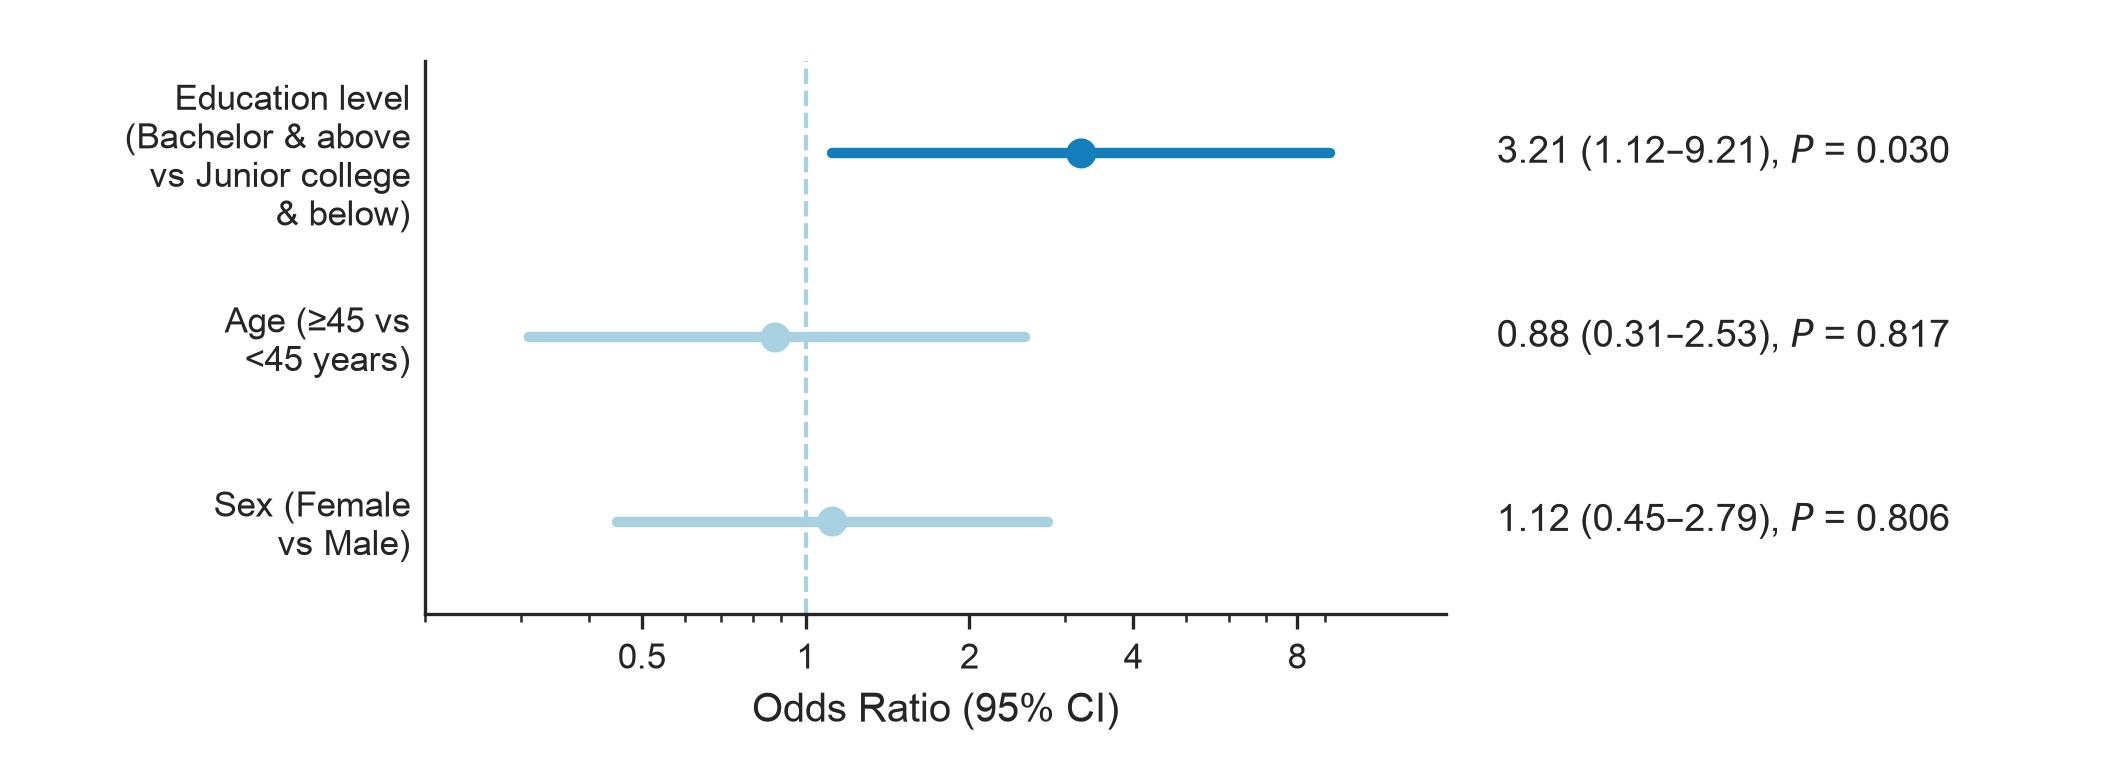 Education level
(Bachelor & above
vs Junior college
& below)
3.21 (1.12–9.21), P = 0.030
Age (≥45 vs
<45 years)
0.88 (0.31–2.53), P = 0.817
Sex (Female
vs Male)
1.12 (0.45–2.79), P = 0.806
0.5 1 2 4 8
Odds Ratio (95% CI)